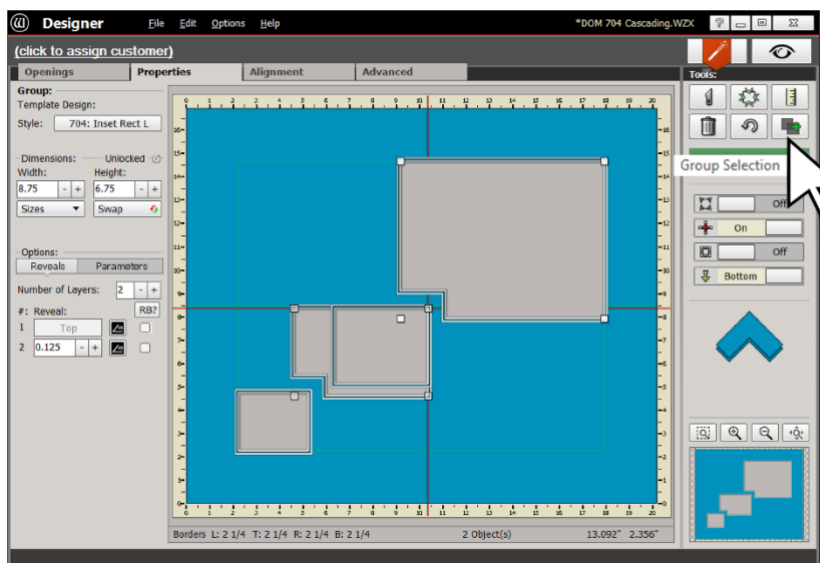 Designer File Edit Options Help *DOM 704 Cascading.WZX
(click to assign customer)
Openings Properties Alignment Advanced
Tools:
Group:
Template Design:
Style: 704: Inset Rect L
Group Selection
Dimensions: Unlocked
Width: Height:
8.75 - + 6.75 - +
Sizes Swap
Off
On
Off
Bottom
Options:
Reveals Parameters
Number of Layers: 2 - +
#: Reveal: RB?
1 Top
2 0.125 - +
Borders L: 2 1/4 T: 2 1/4 R: 2 1/4 B: 2 1/4 2 Object(s) 13.092" 2.356"